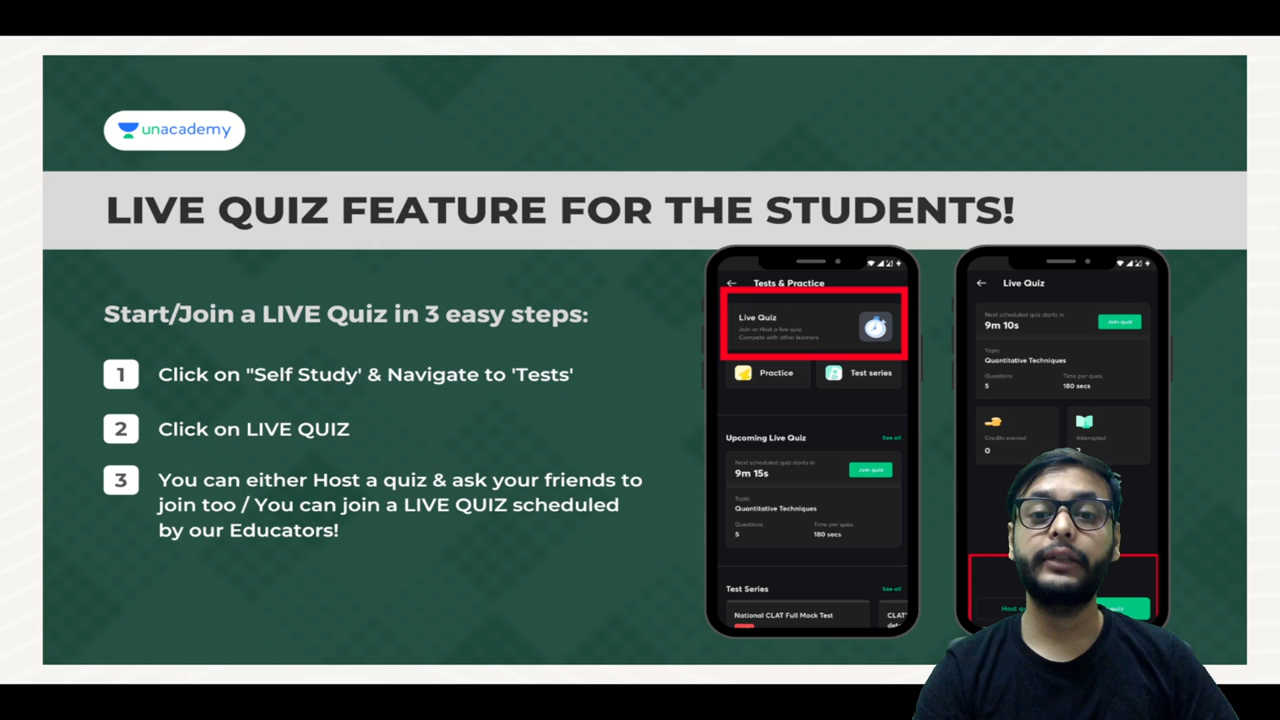 unacademy
LIVE QUIZ FEATURE FOR THE STUDENTS!
Start/Join a LIVE Quiz in 3 easy steps:
1 Click on "Self Study' & Navigate to 'Tests'
2 Click on LIVE QUIZ
3 You can either Host a quiz & ask your friends to
join too / You can join a LIVE QUIZ scheduled
by our Educators!
Tests & Practice
Live Quiz
Join or Host a live quiz.
Compete with other learners
Practice
Test series
Upcoming Live Quiz
See all
Next scheduled quiz starts in
9m 15s
Join quiz
Topic
Quantitative Techniques
Questions
Time per ques.
5
180 secs
Test Series
See all
National CLAT Full Mock Test
CLAT
Live Quiz
Next scheduled quiz starts in
9m 10s
Join quiz
Topic
Quantitative Techniques
Questions
Time per ques.
5
180 secs
Credits earned
Attempted
0
Host
quiz